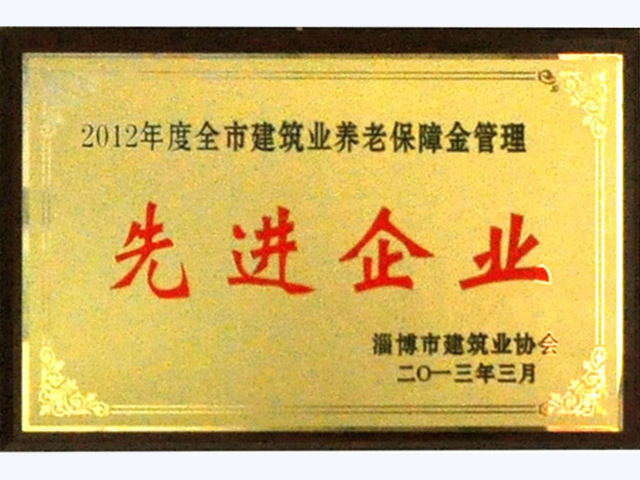 2012年度全市建筑业养老保障金管理
先进企业
淄博市建筑业协会
二〇一三年三月